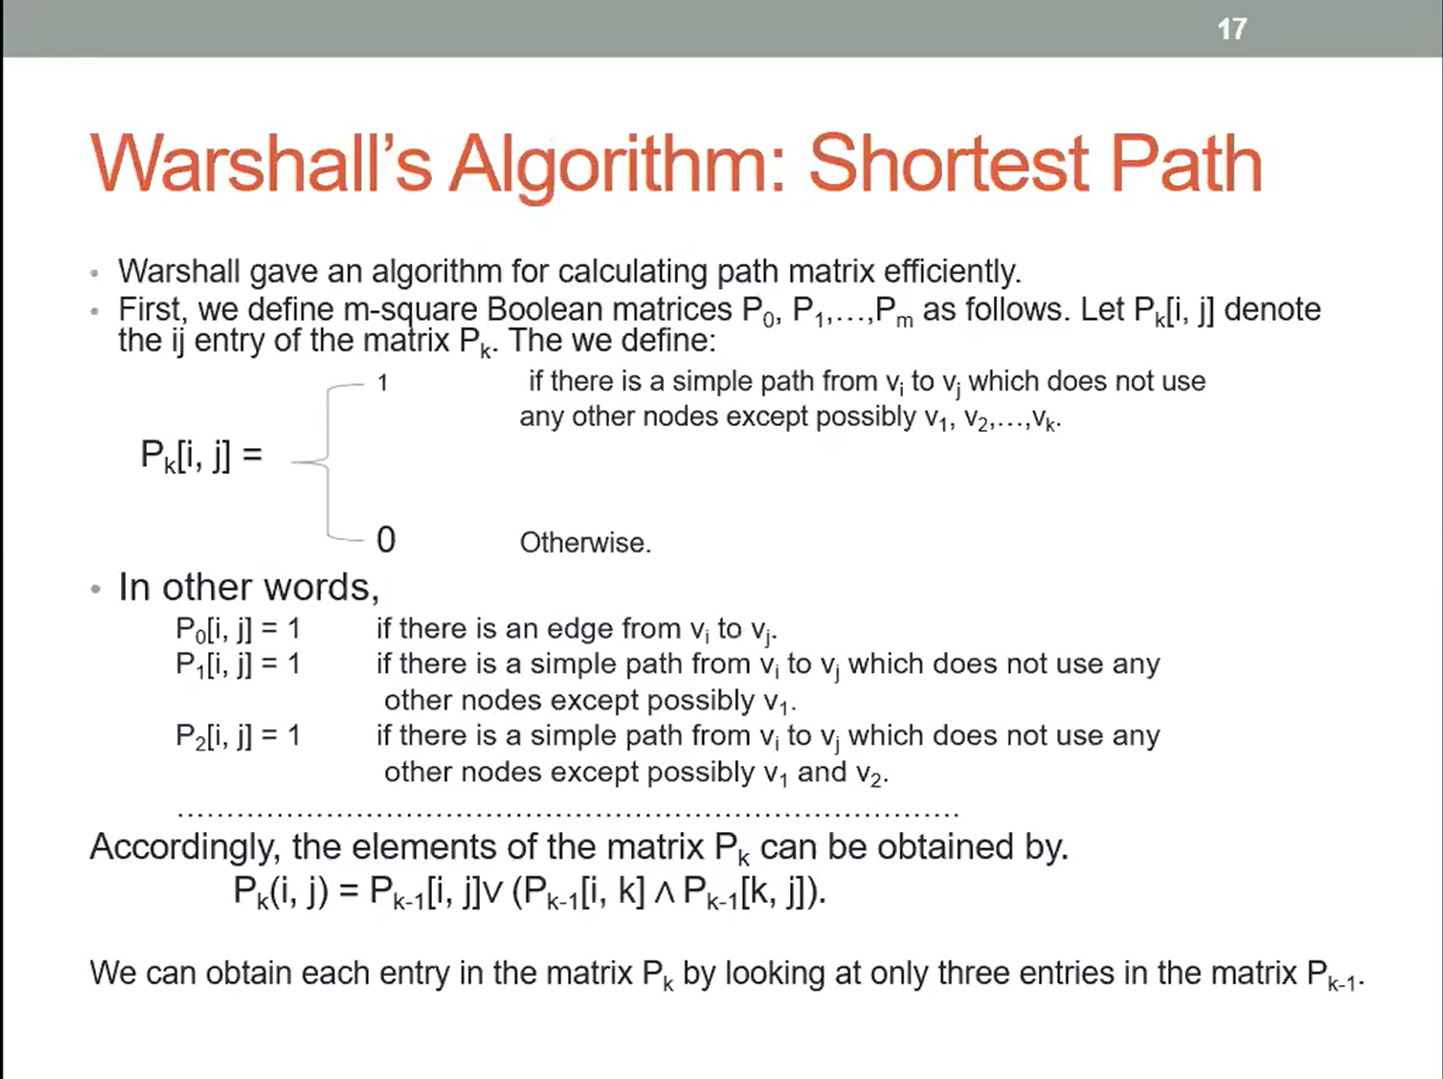 17
Warshall's Algorithm: Shortest Path
• Warshall gave an algorithm for calculating path matrix efficiently.
• First, we define m-square Boolean matrices P₀, P₁,…,Pₘ as follows. Let Pₖ[i, j] denote
the ij entry of the matrix Pₖ. The we define:
1 if there is a simple path from vᵢ to vⱼ which does not use
any other nodes except possibly v₁, v₂,…,vₖ.
Pₖ[i, j] =
0 Otherwise.
• In other words,
P₀[i, j] = 1 if there is an edge from vᵢ to vⱼ.
P₁[i, j] = 1 if there is a simple path from vᵢ to vⱼ which does not use any
other nodes except possibly v₁.
P₂[i, j] = 1 if there is a simple path from vᵢ to vⱼ which does not use any
other nodes except possibly v₁ and v₂.
……………………………………………………………………
Accordingly, the elements of the matrix Pₖ can be obtained by.
Pₖ(i, j) = Pₖ₋₁[i, j]∨ (Pₖ₋₁[i, k] ∧ Pₖ₋₁[k, j]).
We can obtain each entry in the matrix Pₖ by looking at only three entries in the matrix Pₖ₋₁.